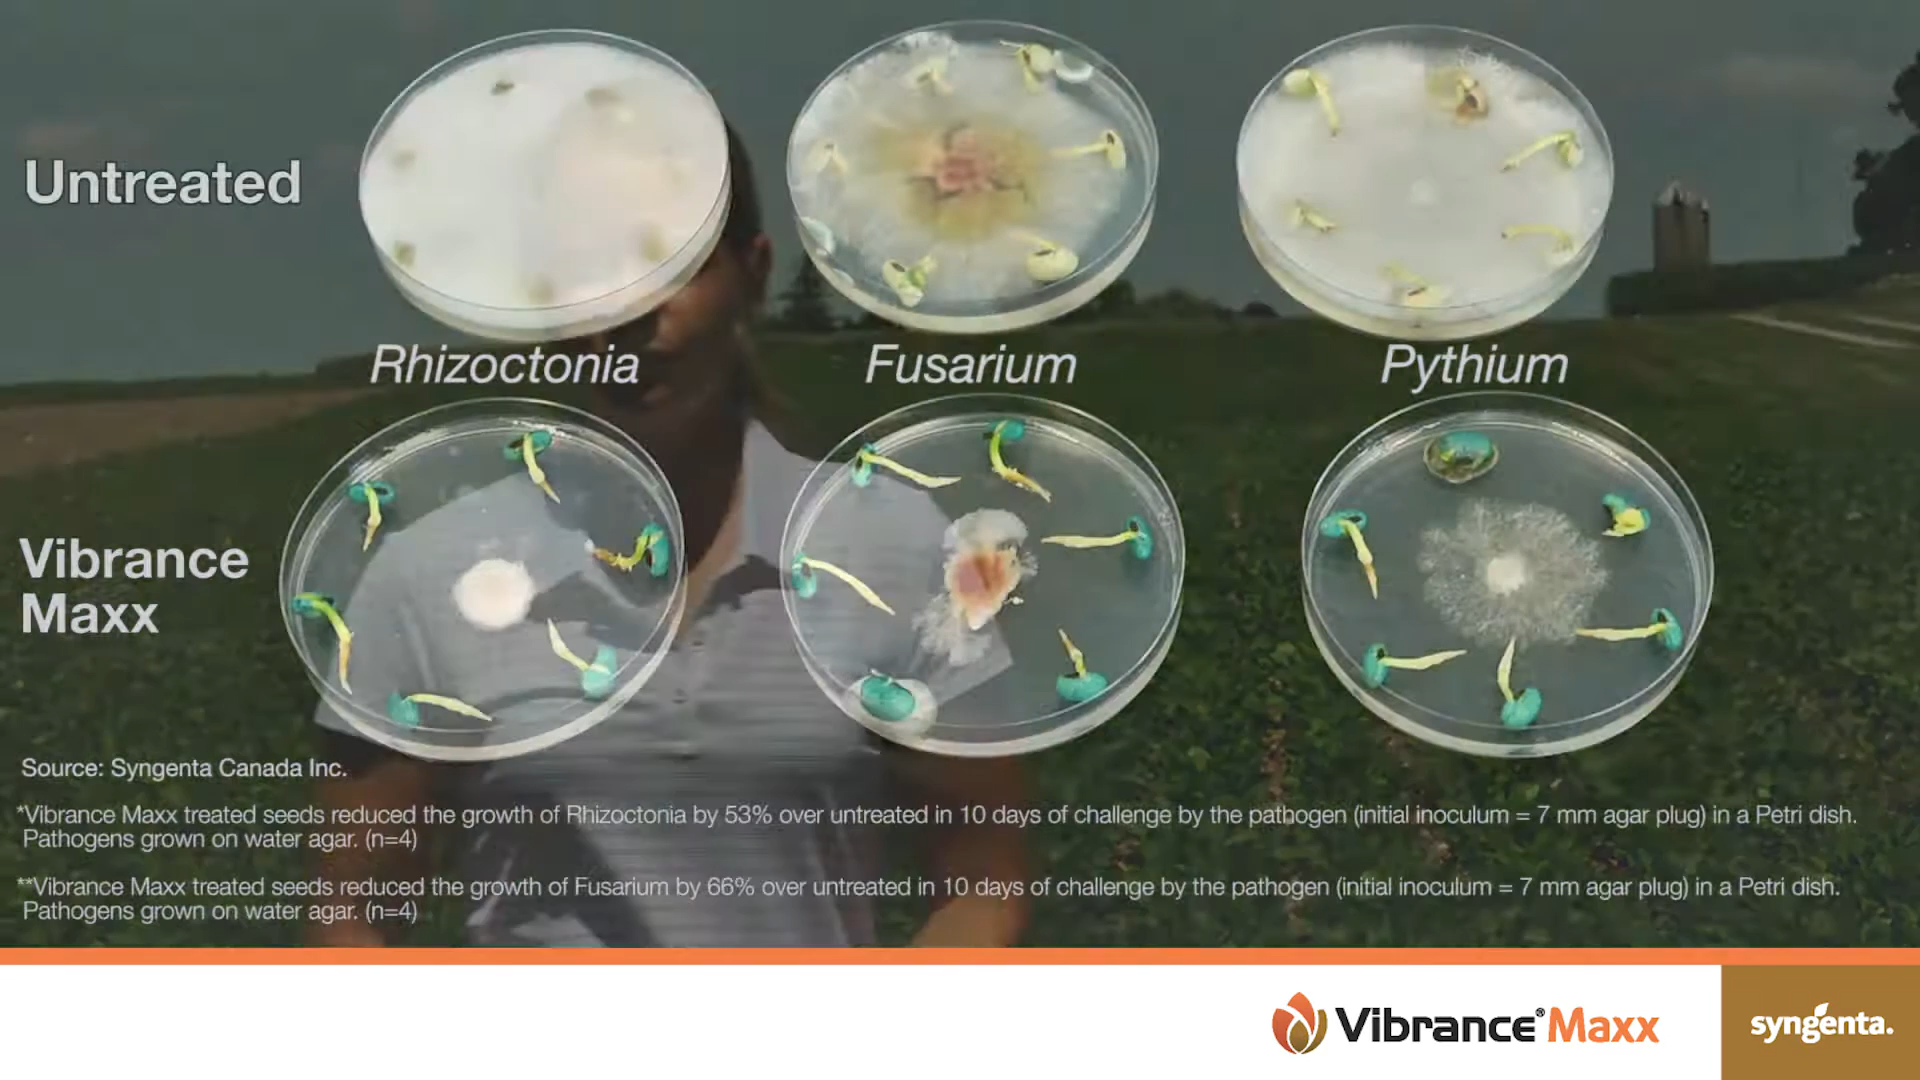 Untreated
Rhizoctonia
Fusarium
Pythium
Vibrance
Maxx
Source: Syngenta Canada Inc.
*Vibrance Maxx treated seeds reduced the growth of Rhizoctonia by 53% over untreated in 10 days of challenge by the pathogen (initial inoculum = 7 mm agar plug) in a Petri dish.
Pathogens grown on water agar. (n=4)
**Vibrance Maxx treated seeds reduced the growth of Fusarium by 66% over untreated in 10 days of challenge by the pathogen (initial inoculum = 7 mm agar plug) in a Petri dish.
Pathogens grown on water agar. (n=4)
Vibrance® Maxx
syngenta.